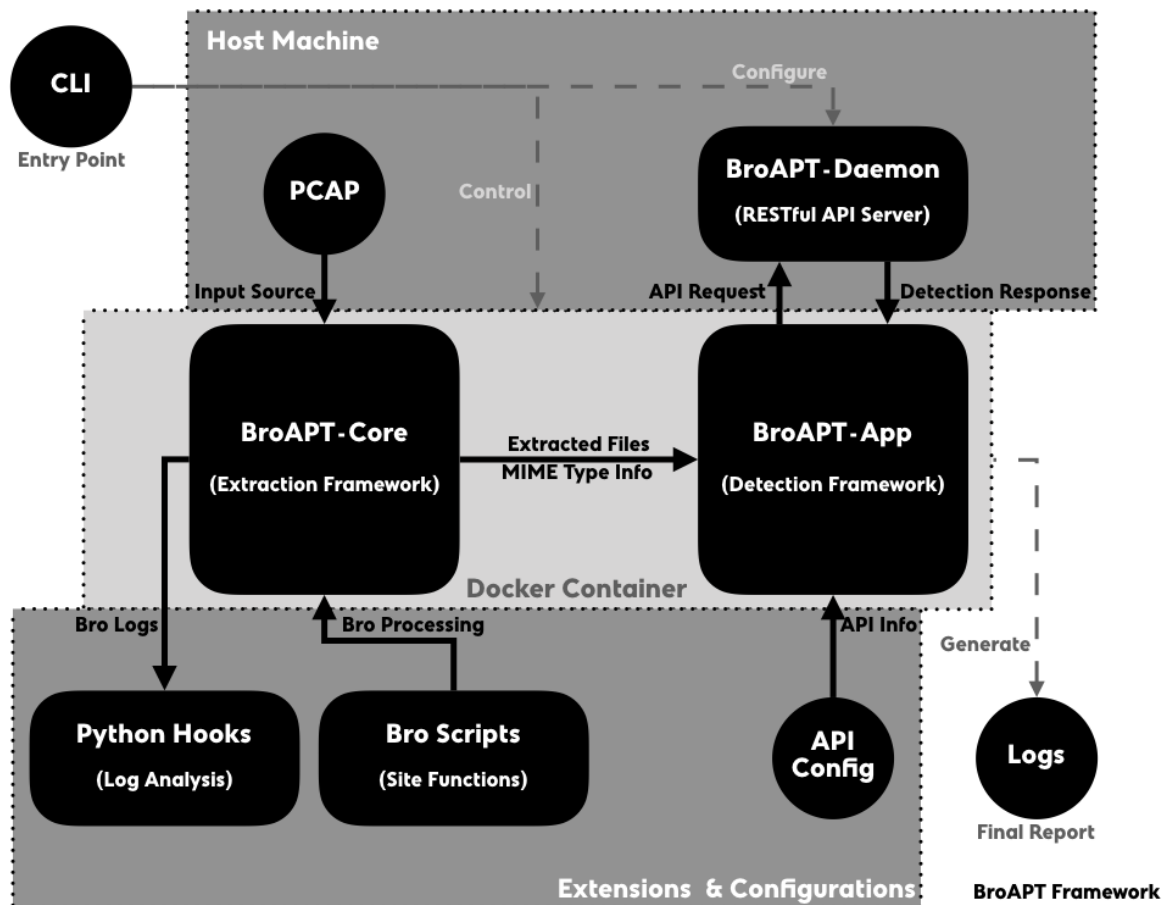 Host Machine
CLI
Entry Point
Configure
PCAP
Control
BroAPT-Daemon
(RESTful API Server)
Input Source
API Request
Detection Response
BroAPT-Core
(Extraction Framework)
Extracted Files
MIME Type Info
BroAPT-App
(Detection Framework)
Docker Container
Bro Logs
Bro Processing
API Info
Generate
Python Hooks
(Log Analysis)
Bro Scripts
(Site Functions)
API
Config
Logs
Final Report
Extensions & Configurations
BroAPT Framework